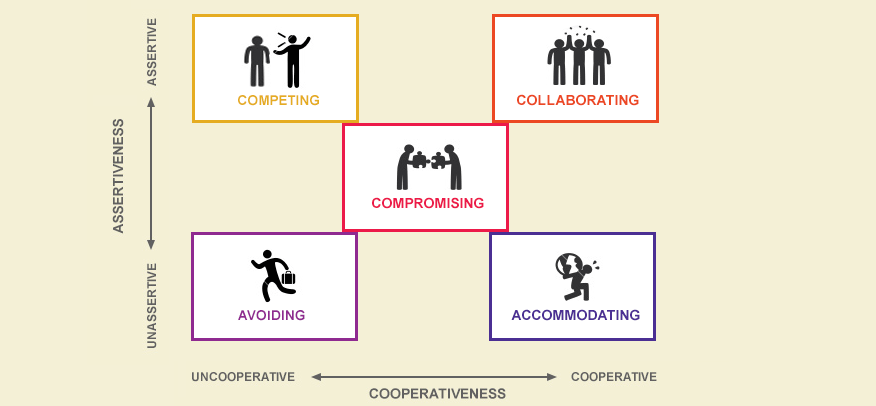 ASSERTIVE
ASSERTIVENESS
UNASSERTIVE
COMPETING
COLLABORATING
COMPROMISING
AVOIDING
ACCOMMODATING
UNCOOPERATIVE
COOPERATIVE
COOPERATIVENESS